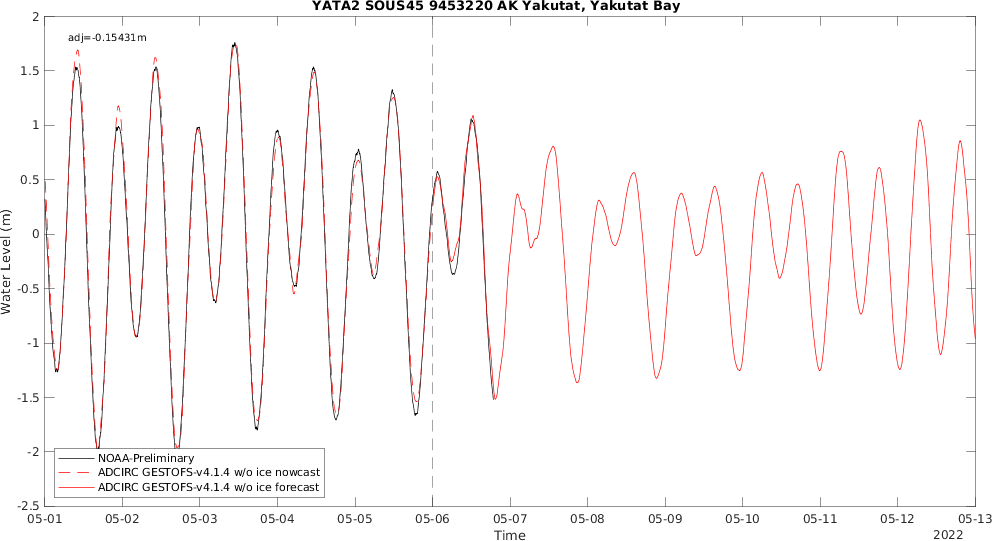 YATA2 SOUS45 9453220 AK Yakutat, Yakutat Bay
adj=-0.15431m
2
1.5
1
0.5
0
-0.5
-1
-1.5
-2
-2.5
Water Level (m)
NOAA-Preliminary
ADCIRC GESTOFS-v4.1.4 w/o ice nowcast
ADCIRC GESTOFS-v4.1.4 w/o ice forecast
05-01 05-02 05-03 05-04 05-05 05-06 05-07 05-08 05-09 05-10 05-11 05-12 05-13
Time
2022